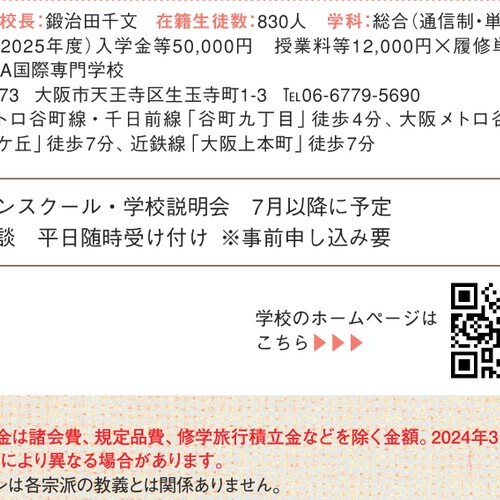 校長：鍛治田千文　在籍生徒数：830人　学科：総合（通信制・単
2025年度）入学金等50,000円　授業料等12,000円×履修単
A国際専門学校
73　大阪市天王寺区生玉寺町1-3　℡06-6779-5690
トロ谷町線・千日前線「谷町九丁目」徒歩4分、大阪メトロ谷
ケ丘」徒歩7分、近鉄線「大阪上本町」徒歩7分
ンスクール・学校説明会　7月以降に予定
談　平日随時受け付け ※事前申し込み要
学校のホームページは
こちら▶▶▶
金は諸会費、規定品費、修学旅行積立金などを除く金額。2024年3
により異なる場合があります。
ンは各宗派の教義とは関係ありません。